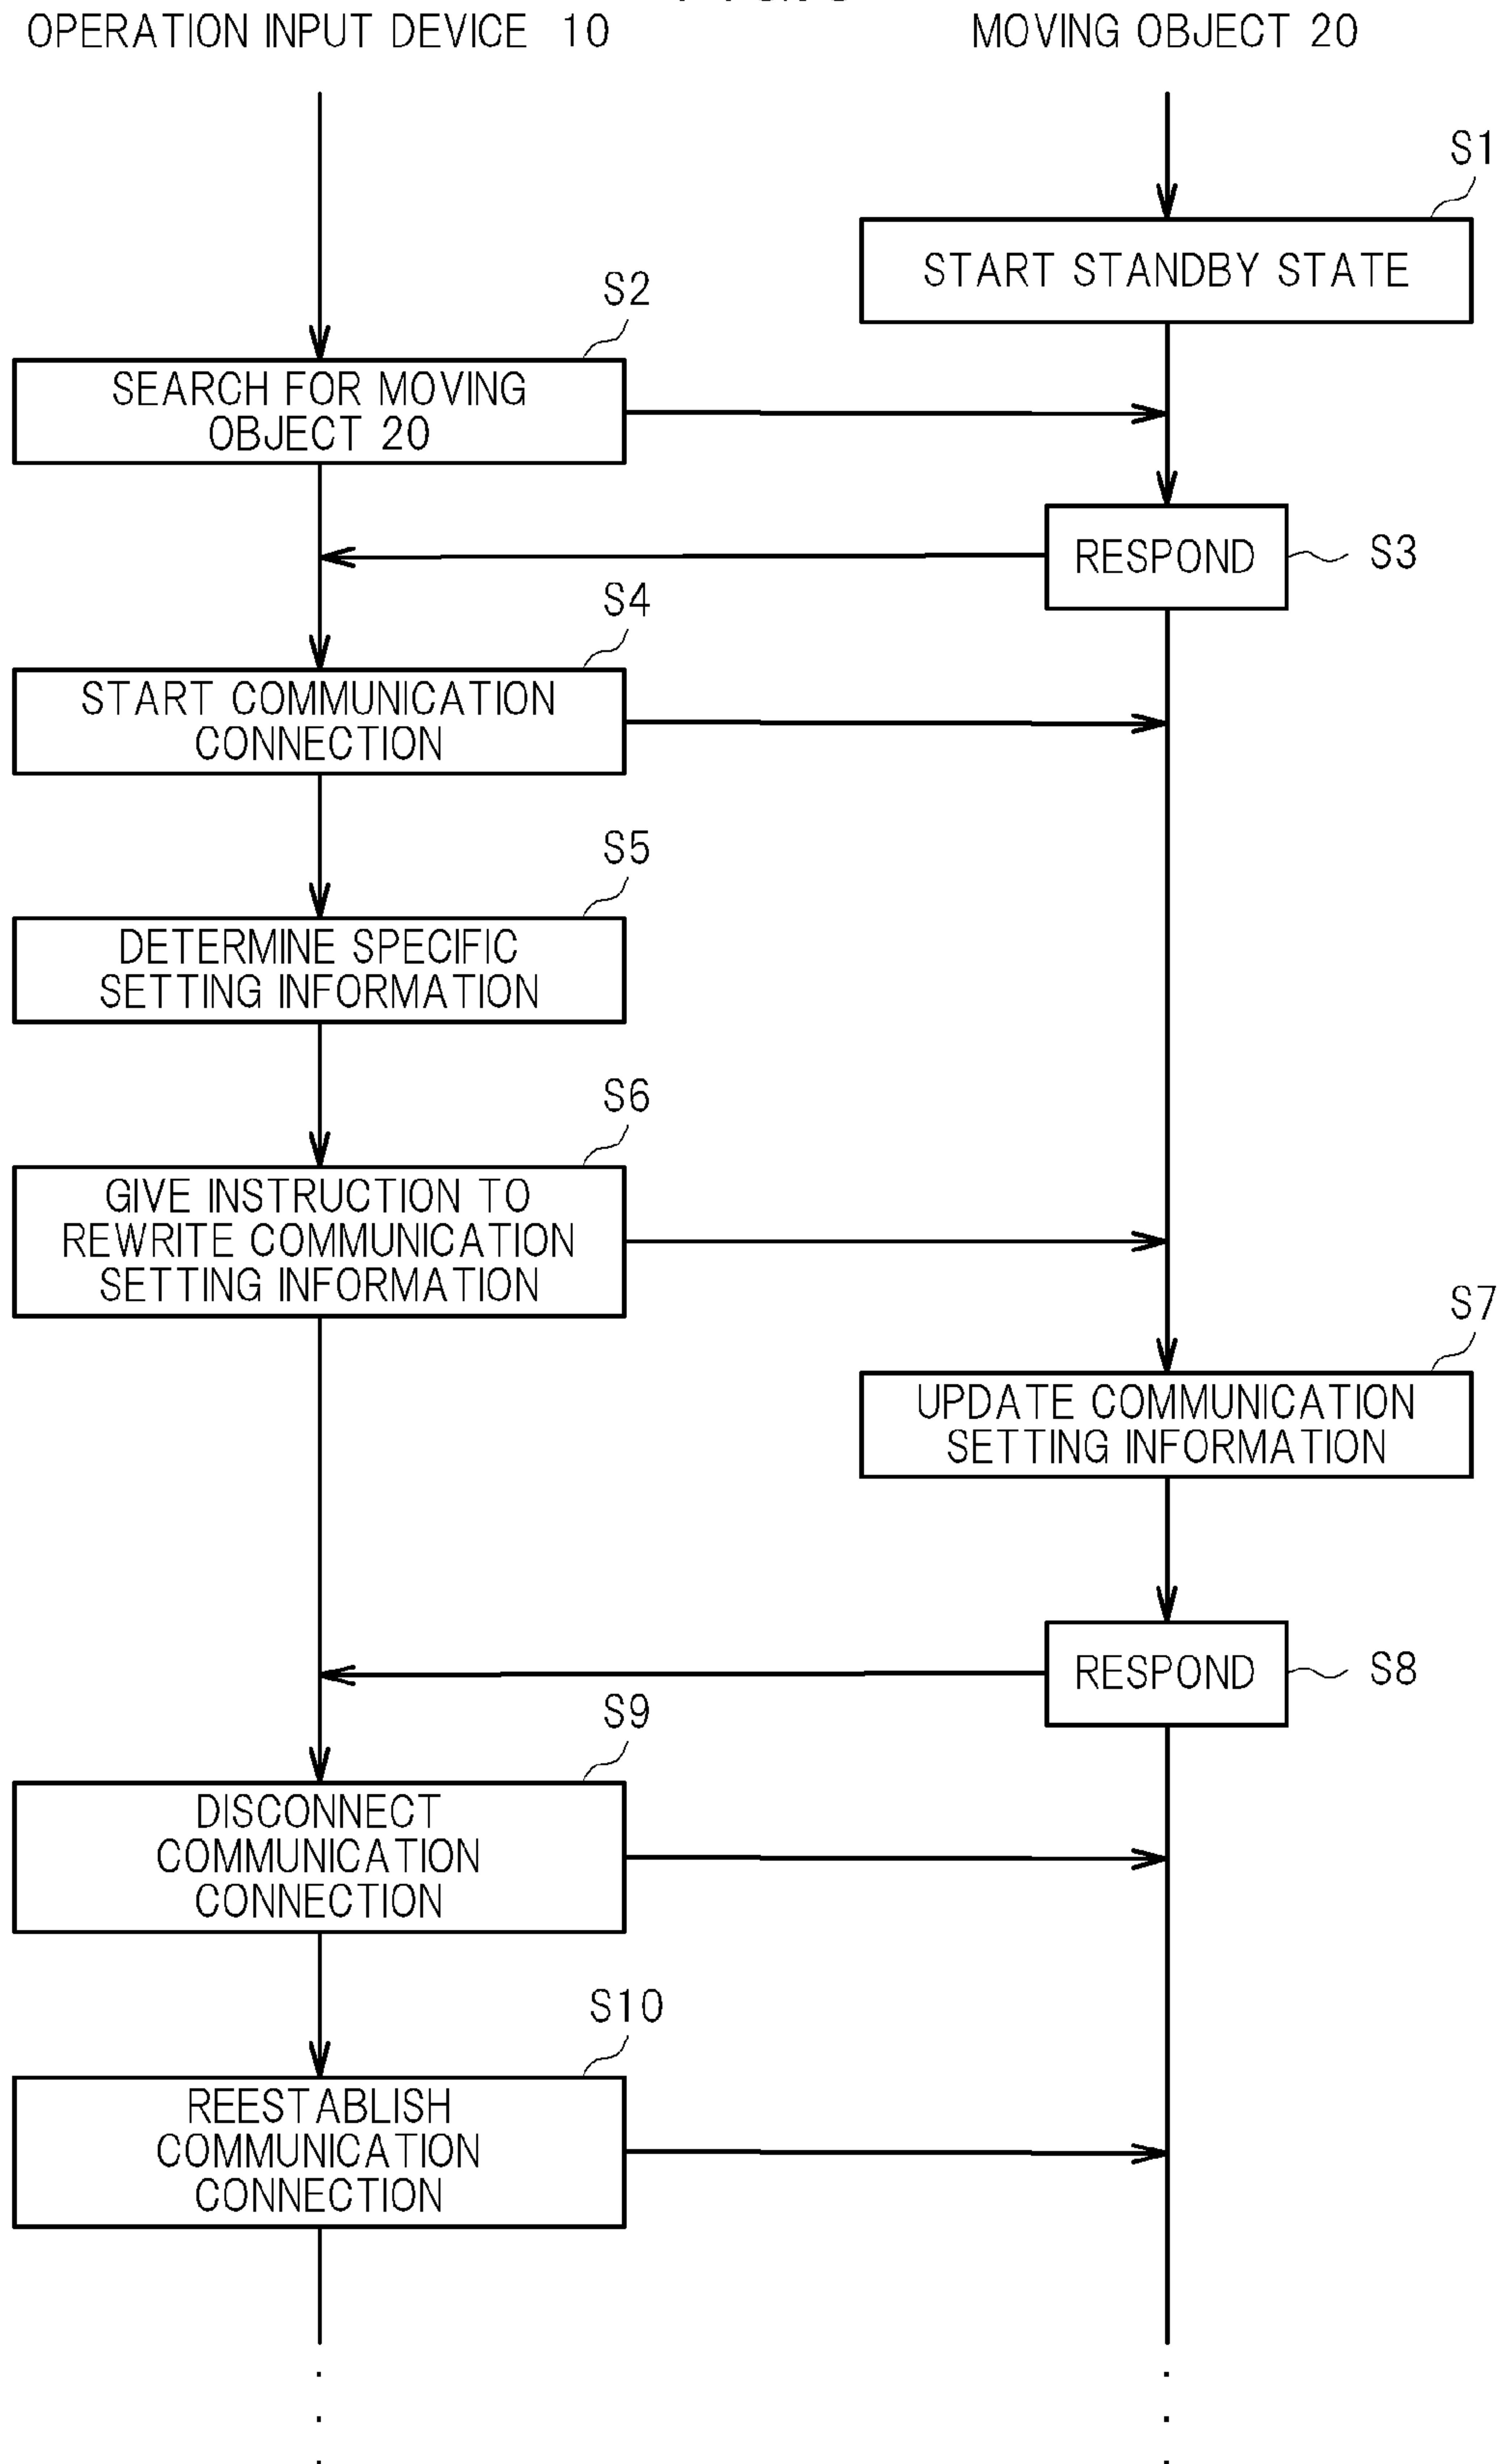 OPERATION INPUT DEVICE 10
MOVING OBJECT 20
S1
START STANDBY STATE
S2
SEARCH FOR MOVING
OBJECT 20
RESPOND
S3
S4
START COMMUNICATION
CONNECTION
S5
DETERMINE SPECIFIC
SETTING INFORMATION
S6
GIVE INSTRUCTION TO
REWRITE COMMUNICATION
SETTING INFORMATION
S7
UPDATE COMMUNICATION
SETTING INFORMATION
RESPOND
S8
S9
DISCONNECT
COMMUNICATION
CONNECTION
S10
REESTABLISH
COMMUNICATION
CONNECTION